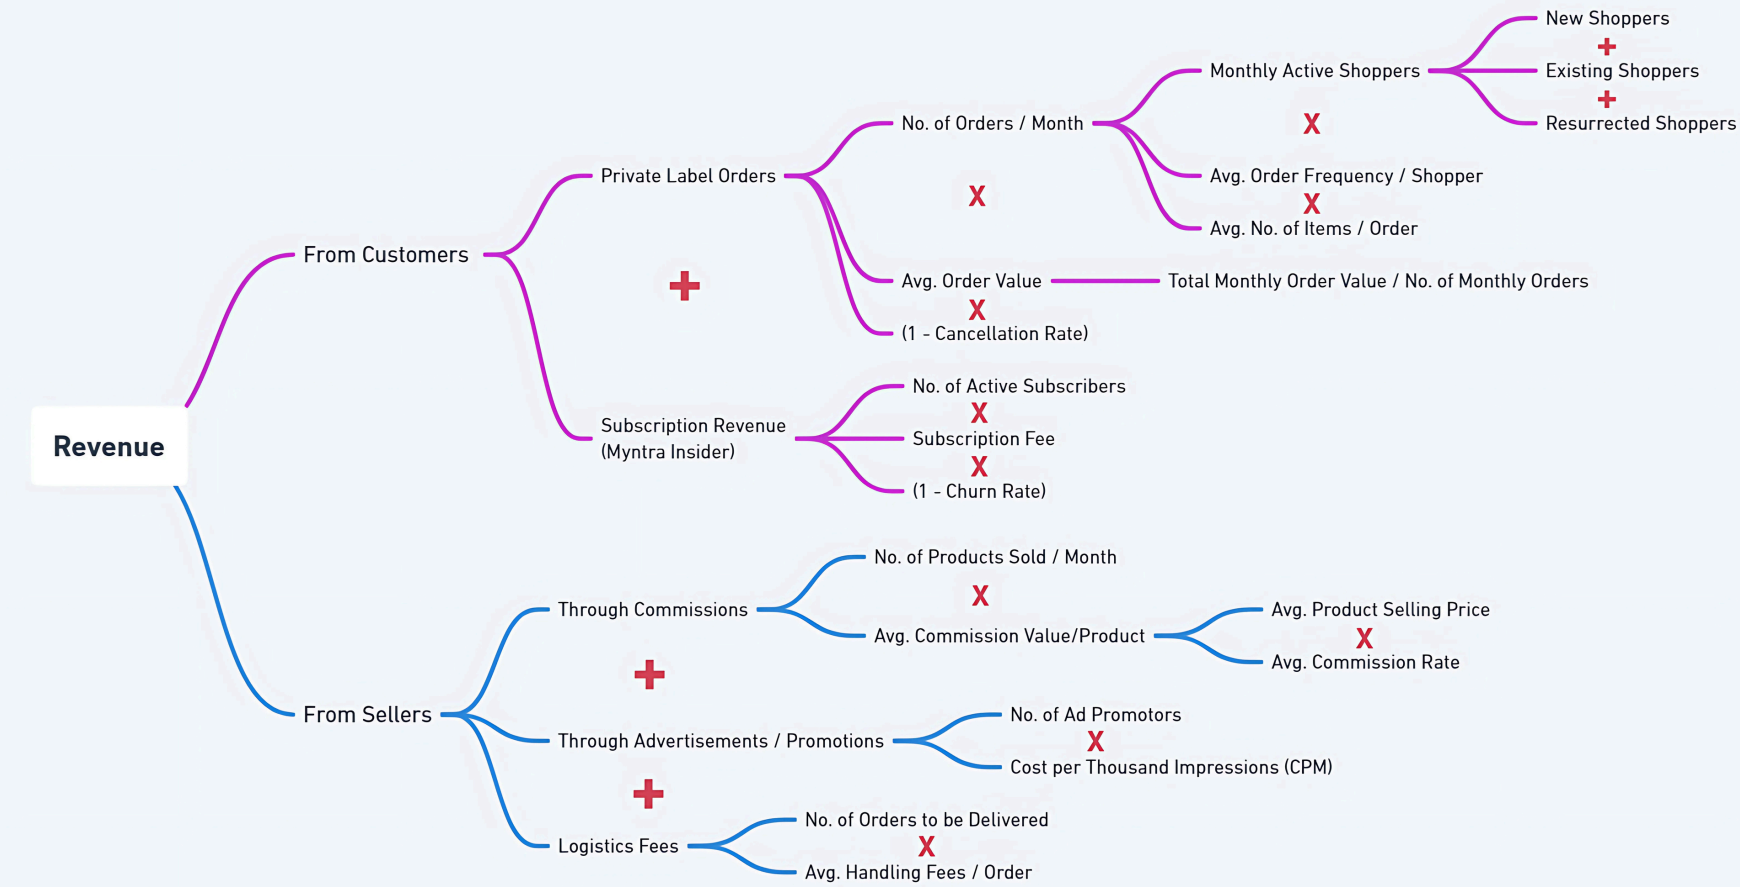 Revenue
From Customers
Private Label Orders
No. of Orders / Month
Monthly Active Shoppers
New Shoppers
+
Existing Shoppers
+
Resurrected Shoppers
X
Avg. Order Frequency / Shopper
X
Avg. No. of Items / Order
X
Avg. Order Value
Total Monthly Order Value / No. of Monthly Orders
X
(1 - Cancellation Rate)
+
Subscription Revenue
(Myntra Insider)
No. of Active Subscribers
X
Subscription Fee
X
(1 - Churn Rate)
From Sellers
Through Commissions
No. of Products Sold / Month
X
Avg. Commission Value/Product
Avg. Product Selling Price
X
Avg. Commission Rate
+
Through Advertisements / Promotions
No. of Ad Promotors
X
Cost per Thousand Impressions (CPM)
+
Logistics Fees
No. of Orders to be Delivered
X
Avg. Handling Fees / Order